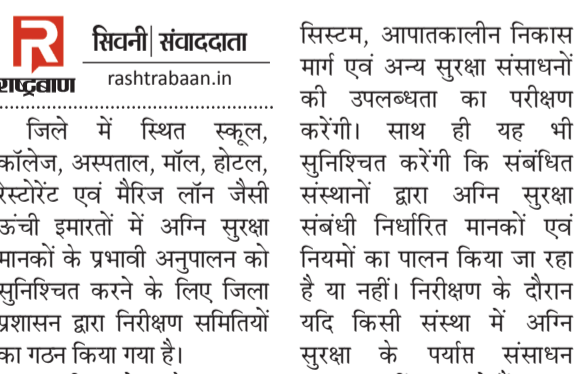 राष्ट्रबाण
सिवनी| संवाददाता
rashtrabaan.in
जिले में स्थित स्कूल,
कॉलेज, अस्पताल, मॉल, होटल,
रेस्टोरेंट एवं मैरिज लॉन जैसी
ऊंची इमारतों में अग्नि सुरक्षा
मानकों के प्रभावी अनुपालन को
सुनिश्चित करने के लिए जिला
प्रशासन द्वारा निरीक्षण समितियों
का गठन किया गया है।
सिस्टम, आपातकालीन निकास
मार्ग एवं अन्य सुरक्षा संसाधनों
की उपलब्धता का परीक्षण
करेंगी। साथ ही यह भी
सुनिश्चित करेंगी कि संबंधित
संस्थानों द्वारा अग्नि सुरक्षा
संबंधी निर्धारित मानकों एवं
नियमों का पालन किया जा रहा
है या नहीं। निरीक्षण के दौरान
यदि किसी संस्था में अग्नि
सुरक्षा के पर्याप्त संसाधन